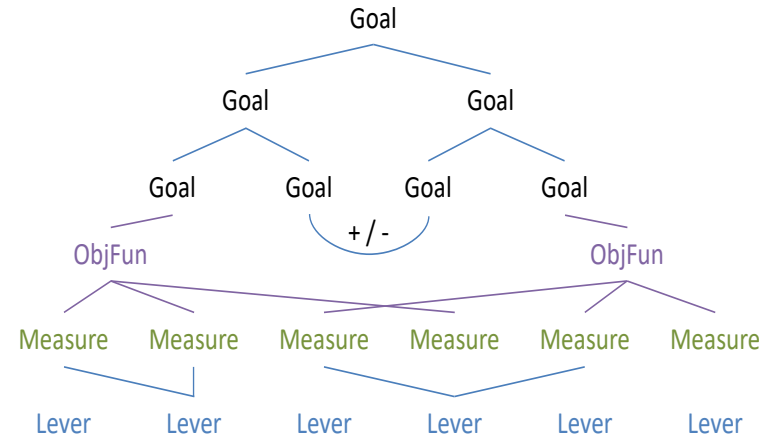 Goal
Goal Goal
Goal Goal Goal Goal
+ / -
ObjFun ObjFun
Measure Measure Measure Measure Measure Measure
Lever Lever Lever Lever Lever Lever